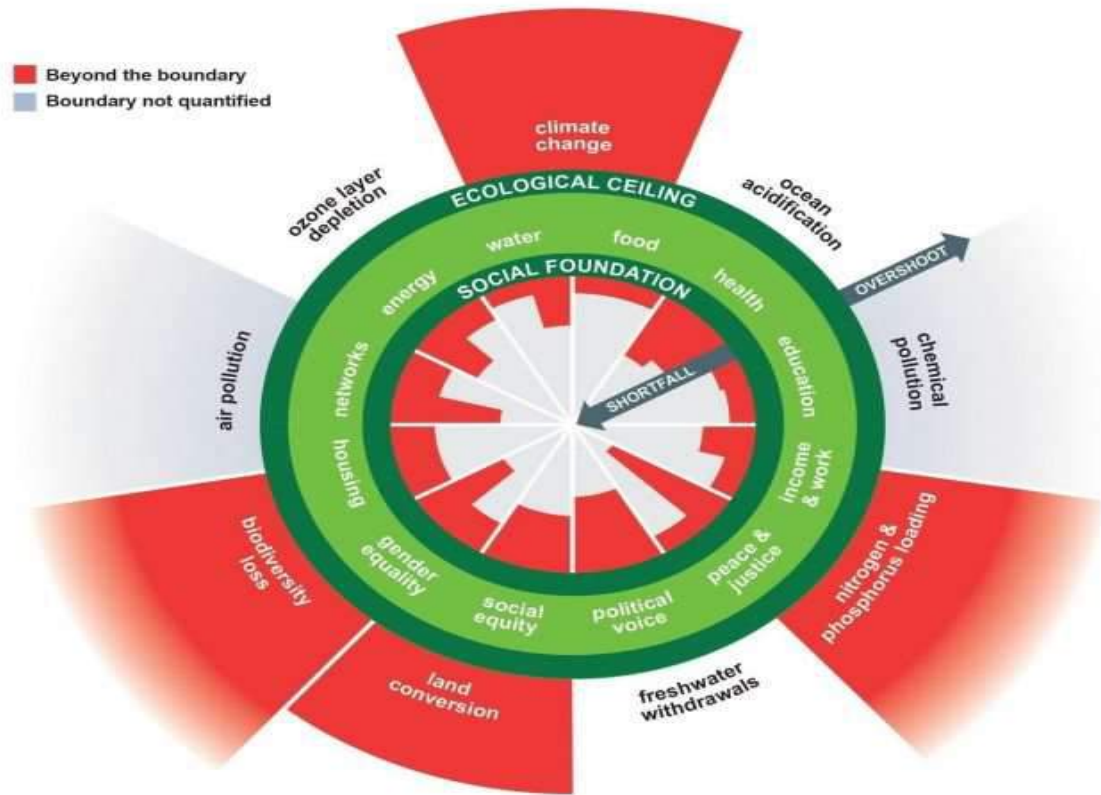 Beyond the boundary
Boundary not quantified
climate
change
ozone layer
depletion
ocean
acidification
ECOLOGICAL CEILING
OVERSHOOT
water
food
SOCIAL FOUNDATION
energy
health
air pollution
networks
SHORTFALL
education
chemical
pollution
housing
income
& work
biodiversity
loss
gender
equality
social
equity
political
voice
peace &
justice
nitrogen &
phosphorus loading
land
conversion
freshwater
withdrawals